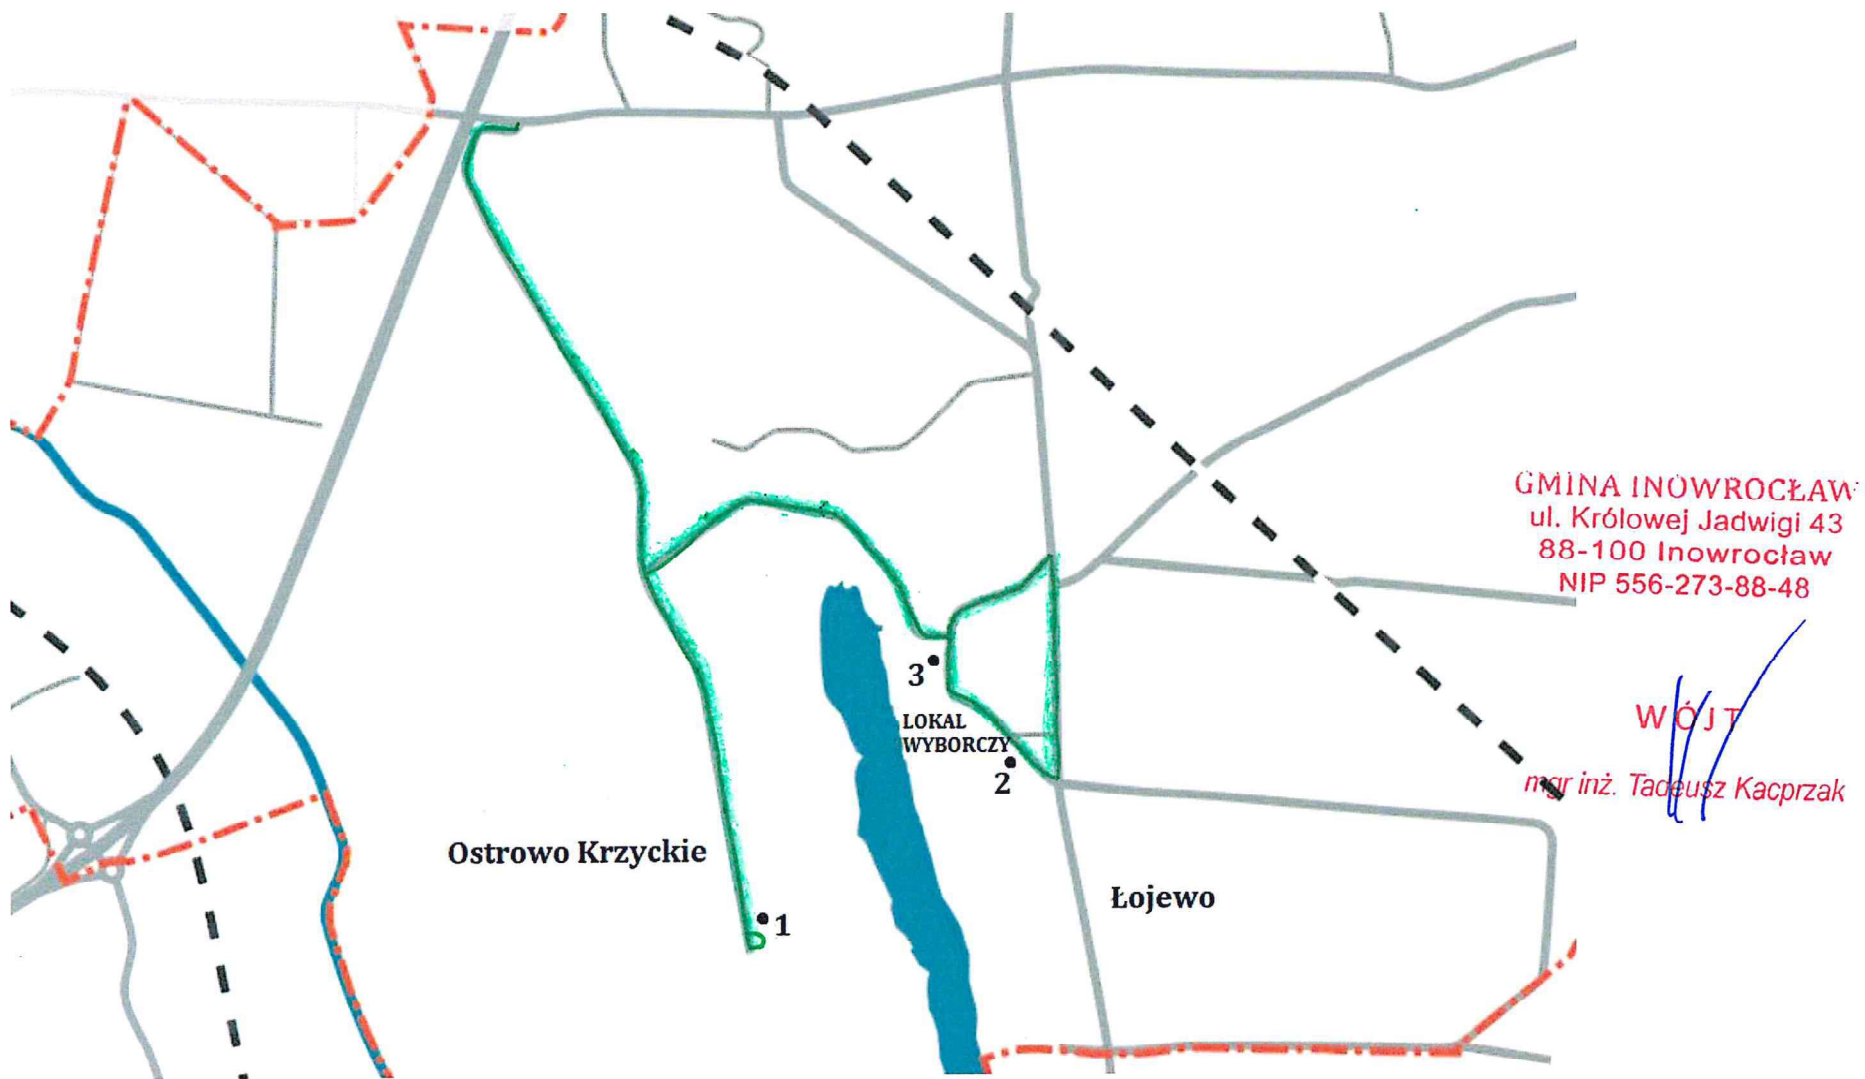 GMINA INOWROCŁAW
ul. Królowej Jadwigi 43
88-100 Inowrocław
NIP 556-273-88-48
3
LOKAL
WYBORCZY
2
WÓJT
mgr inż. Tadeusz Kacprzak
Ostrowo Krzyckie
Łojewo
1